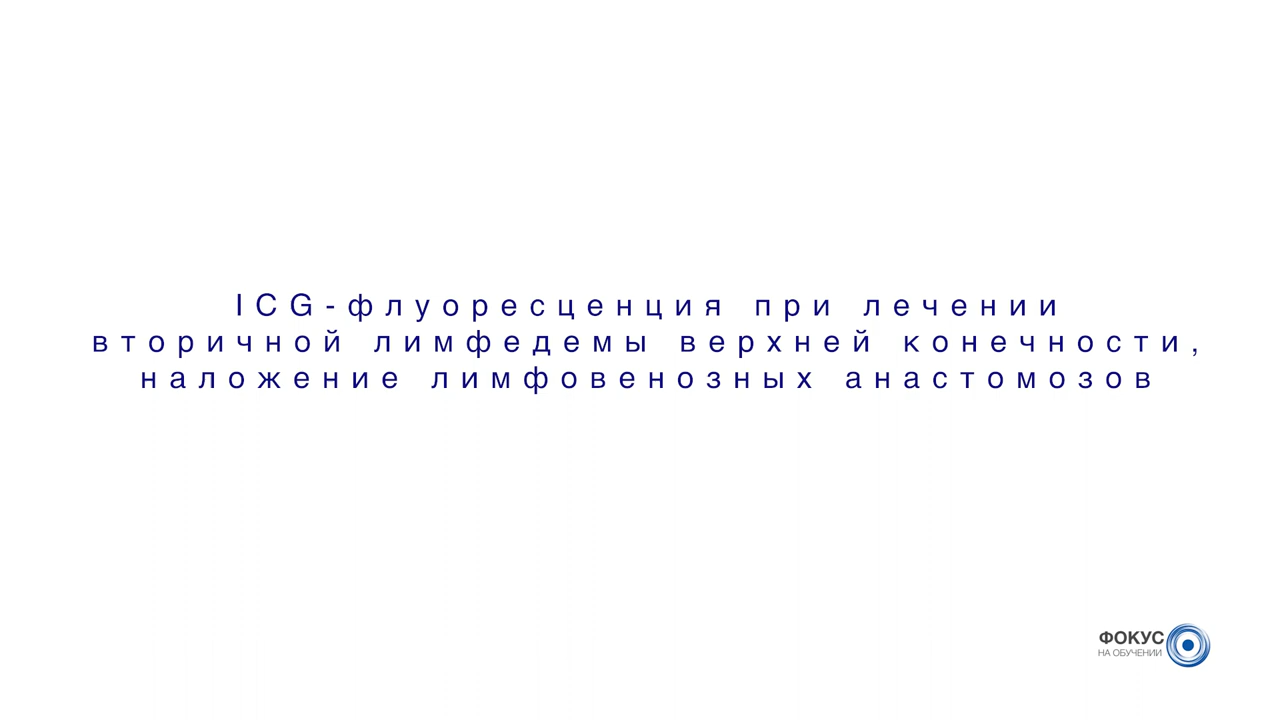 ICG-флуоресценция при лечении
вторичной лимфедемы верхней конечности,
наложение лимфовенозных анастомозов
ФОКУС
НА ОБУЧЕНИИ